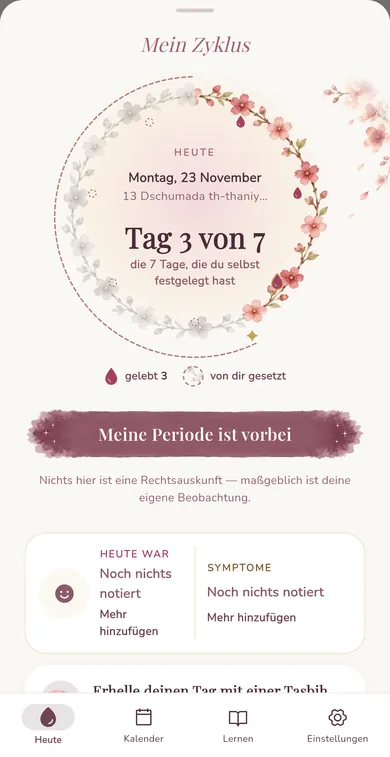 Mein Zyklus
HEUTE
Montag, 23 November
13 Dschumada th-thaniy...
Tag 3 von 7
die 7 Tage, die du selbst
festgelegt hast
gelebt 3
von dir gesetzt
Meine Periode ist vorbei
Nichts hier ist eine Rechtsauskunft — maßgeblich ist deine
eigene Beobachtung.
HEUTE WAR
Noch nichts
notiert
Mehr
hinzufügen
SYMPTOME
Noch nichts notiert
Mehr hinzufügen
Erhelle deinen Tag mit einer Tasbih
Heute
Kalender
Lernen
Einstellungen